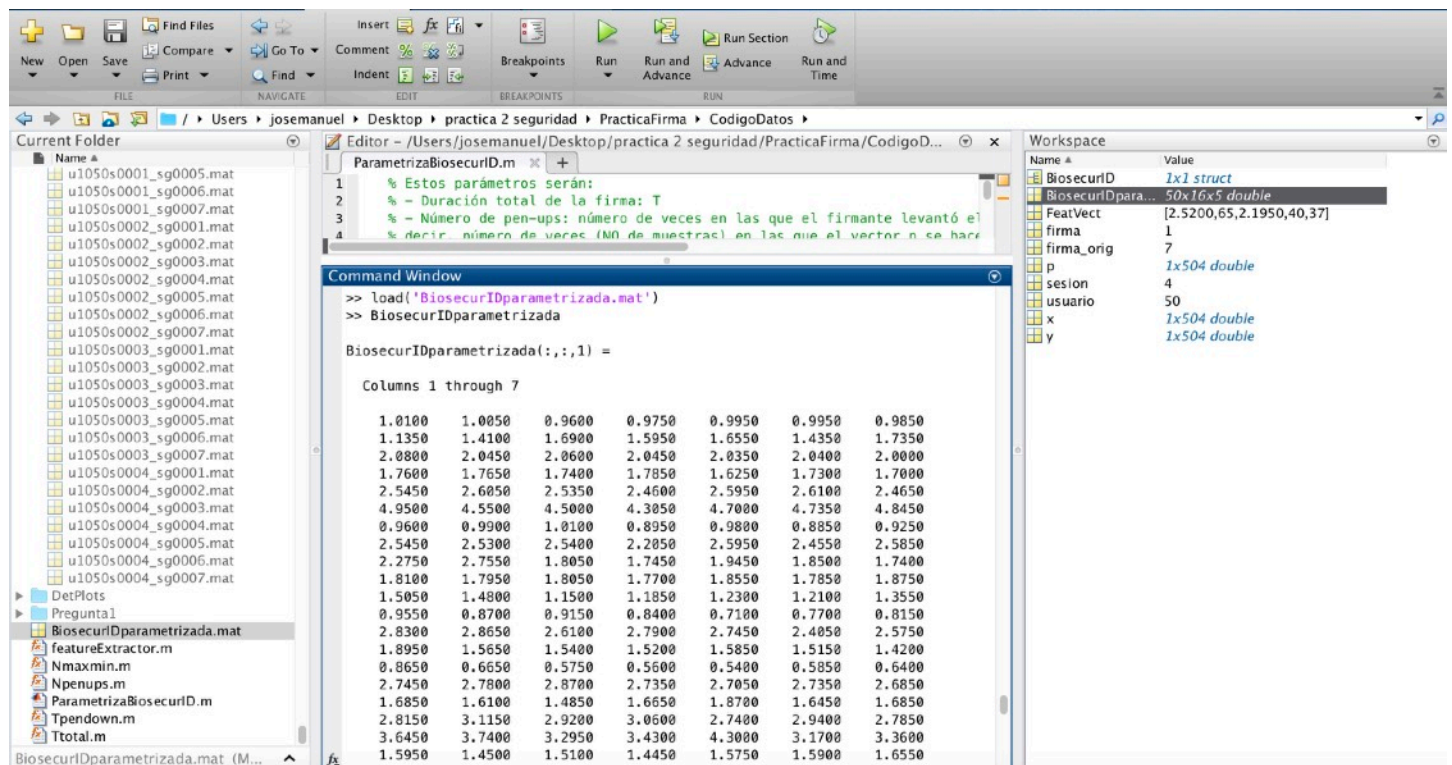 Find Files
Insert fx
New Open Save Compare Go To Comment Breakpoints Run Run and Advance Run Section Advance Run and Time
Print Find Indent
FILE NAVIGATE EDIT BREAKPOINTS RUN
/ Users josemanuel Desktop practica 2 seguridad PracticaFirma CodigoDatos
Current Folder
Name
u1050s0001_sg0005.mat
u1050s0001_sg0006.mat
u1050s0001_sg0007.mat
u1050s0002_sg0001.mat
u1050s0002_sg0002.mat
u1050s0002_sg0003.mat
u1050s0002_sg0004.mat
u1050s0002_sg0005.mat
u1050s0002_sg0006.mat
u1050s0002_sg0007.mat
u1050s0003_sg0001.mat
u1050s0003_sg0002.mat
u1050s0003_sg0003.mat
u1050s0003_sg0004.mat
u1050s0003_sg0005.mat
u1050s0003_sg0006.mat
u1050s0003_sg0007.mat
u1050s0004_sg0001.mat
u1050s0004_sg0002.mat
u1050s0004_sg0003.mat
u1050s0004_sg0004.mat
u1050s0004_sg0005.mat
u1050s0004_sg0006.mat
u1050s0004_sg0007.mat
DetPlots
Pregunta1
BiosecurIDparametrizada.mat
featureExtractor.m
Nmaxmin.m
Npenups.m
ParametrizaBiosecurID.m
Tpendown.m
Ttotal.m
BiosecurIDparametrizada.mat (M...
Editor - /Users/josemanuel/Desktop/practica 2 seguridad/PracticaFirma/CodigoD...
ParametrizaBiosecurID.m
1 % Estos parámetros serán:
2 % - Duración total de la firma: T
3 % - Número de pen-ups: número de veces en las que el firmante levantó el
4 % decir, número de veces (NO de muestras) en las que el vector p se hace
Command Window
>> load('BiosecurIDparametrizada.mat')
>> BiosecurIDparametrizada
BiosecurIDparametrizada(:,:,1) =
Columns 1 through 7
1.0100 1.0050 0.9600 0.9750 0.9950 0.9950 0.9850
1.1350 1.4100 1.6900 1.5950 1.6550 1.4350 1.7350
2.0800 2.0450 2.0600 2.0450 2.0350 2.0400 2.0000
1.7600 1.7650 1.7400 1.7850 1.6250 1.7300 1.7000
2.5450 2.6050 2.5350 2.4600 2.5950 2.6100 2.4650
4.9500 4.5500 4.5000 4.3050 4.7000 4.7350 4.8450
0.9600 0.9900 1.0100 0.8950 0.9800 0.8850 0.9250
2.5450 2.5300 2.5400 2.2050 2.5950 2.4550 2.5850
2.2750 2.7550 1.8050 1.7450 1.9450 1.8500 1.7400
1.8100 1.7950 1.8050 1.7700 1.8550 1.7850 1.8750
1.5050 1.4800 1.1500 1.1850 1.2300 1.2100 1.3550
0.9550 0.8700 0.9150 0.8400 0.7100 0.7700 0.8150
2.8300 2.8650 2.6100 2.7900 2.7450 2.4050 2.5750
1.8950 1.5650 1.5400 1.5200 1.5850 1.5150 1.4200
0.8650 0.6650 0.5750 0.5600 0.5400 0.5850 0.6400
2.7450 2.7800 2.8700 2.7350 2.7050 2.7350 2.6850
1.6850 1.6100 1.4850 1.6650 1.8700 1.6450 1.6850
2.8150 3.1150 2.9200 3.0600 2.7400 2.9400 2.7850
3.6450 3.7400 3.2950 3.4300 4.3000 3.1700 3.3600
1.5950 1.4500 1.5100 1.4450 1.5750 1.5900 1.6550
fx
Workspace
Name Value
BiosecurID 1x1 struct
BiosecurIDpara... 50x16x5 double
FeatVect [2.5200,65,2.1950,40,37]
firma 1
firma_orig 7
p 1x504 double
sesion 4
usuario 50
x 1x504 double
y 1x504 double